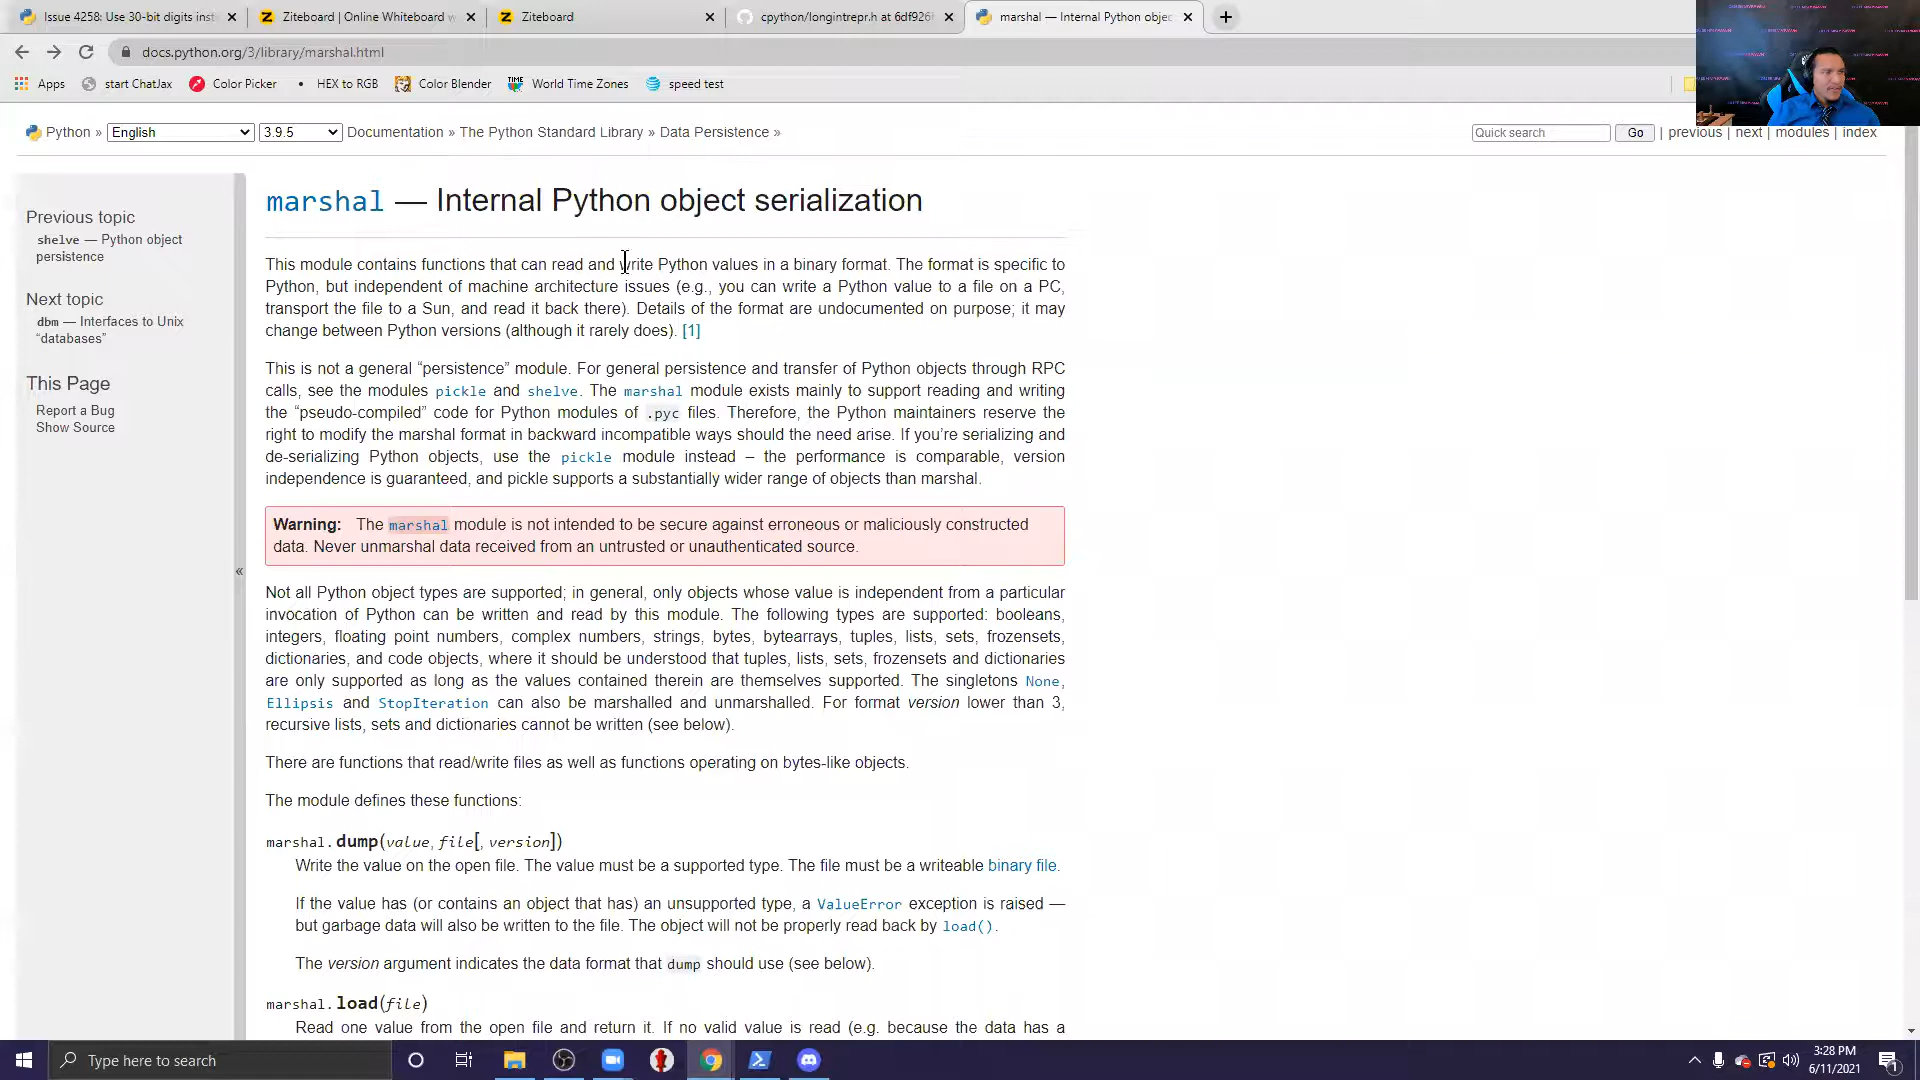 Issue 4258: Use 30-bit digits inst
Ziteboard | Online Whiteboard w
Ziteboard
cpython/longintrepr.h at 6df926f
marshal — Internal Python objec
docs.python.org/3/library/marshal.html
Apps
start ChatJax
Color Picker
HEX to RGB
Color Blender
TIME World Time Zones
speed test
Python » English 3.9.5 Documentation » The Python Standard Library » Data Persistence »
Quick search Go | previous | next | modules | index
Previous topic
shelve — Python object
persistence
Next topic
dbm — Interfaces to Unix
“databases”
This Page
Report a Bug
Show Source
«
marshal — Internal Python object serialization
This module contains functions that can read and write Python values in a binary format. The format is specific to
Python, but independent of machine architecture issues (e.g., you can write a Python value to a file on a PC,
transport the file to a Sun, and read it back there). Details of the format are undocumented on purpose; it may
change between Python versions (although it rarely does). [1]
This is not a general “persistence” module. For general persistence and transfer of Python objects through RPC
calls, see the modules pickle and shelve. The marshal module exists mainly to support reading and writing
the “pseudo-compiled” code for Python modules of .pyc files. Therefore, the Python maintainers reserve the
right to modify the marshal format in backward incompatible ways should the need arise. If you’re serializing and
de-serializing Python objects, use the pickle module instead – the performance is comparable, version
independence is guaranteed, and pickle supports a substantially wider range of objects than marshal.
Warning: The marshal module is not intended to be secure against erroneous or maliciously constructed
data. Never unmarshal data received from an untrusted or unauthenticated source.
Not all Python object types are supported; in general, only objects whose value is independent from a particular
invocation of Python can be written and read by this module. The following types are supported: booleans,
integers, floating point numbers, complex numbers, strings, bytes, bytearrays, tuples, lists, sets, frozensets,
dictionaries, and code objects, where it should be understood that tuples, lists, sets, frozensets and dictionaries
are only supported as long as the values contained therein are themselves supported. The singletons None,
Ellipsis and StopIteration can also be marshalled and unmarshalled. For format version lower than 3,
recursive lists, sets and dictionaries cannot be written (see below).
There are functions that read/write files as well as functions operating on bytes-like objects.
The module defines these functions:
marshal.dump(value, file[, version])
Write the value on the open file. The value must be a supported type. The file must be a writeable binary file.
If the value has (or contains an object that has) an unsupported type, a ValueError exception is raised —
but garbage data will also be written to the file. The object will not be properly read back by load().
The version argument indicates the data format that dump should use (see below).
marshal.load(file)
Read one value from the open file and return it. If no valid value is read (e.g. because the data has a
Type here to search
3:28 PM
6/11/2021
1